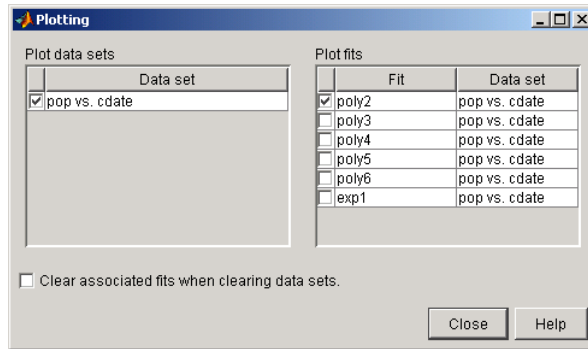 Plotting
Plot data sets
Data set
pop vs. cdate
Plot fits
Fit Data set
poly2 pop vs. cdate
poly3 pop vs. cdate
poly4 pop vs. cdate
poly5 pop vs. cdate
poly6 pop vs. cdate
exp1 pop vs. cdate
Clear associated fits when clearing data sets.
Close Help